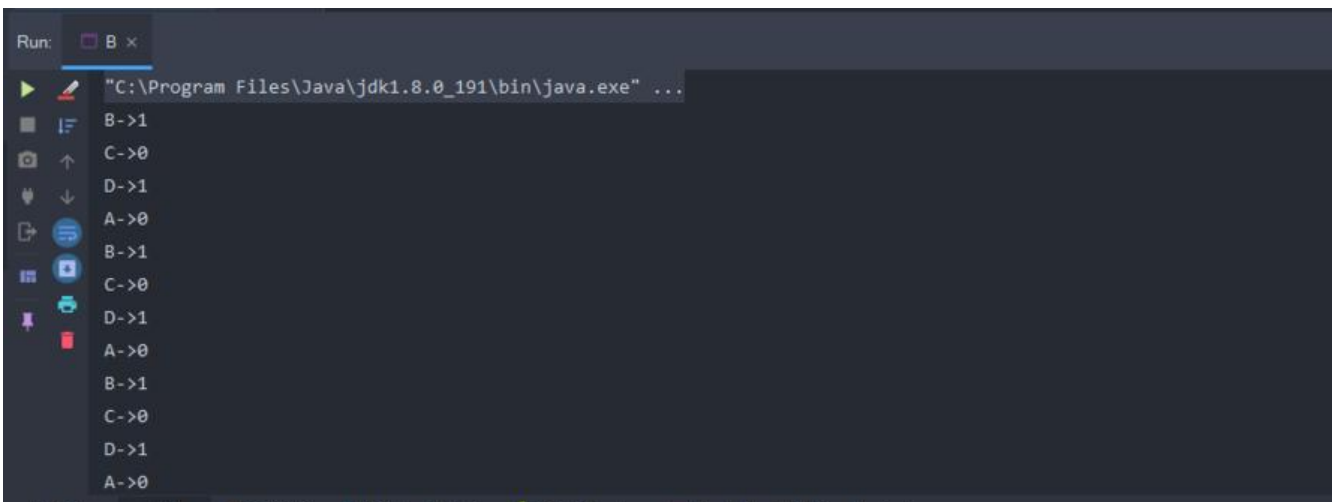 Run: B ×
"C:\Program Files\Java\jdk1.8.0_191\bin\java.exe" ...
B->1
C->0
D->1
A->0
B->1
C->0
D->1
A->0
B->1
C->0
D->1
A->0